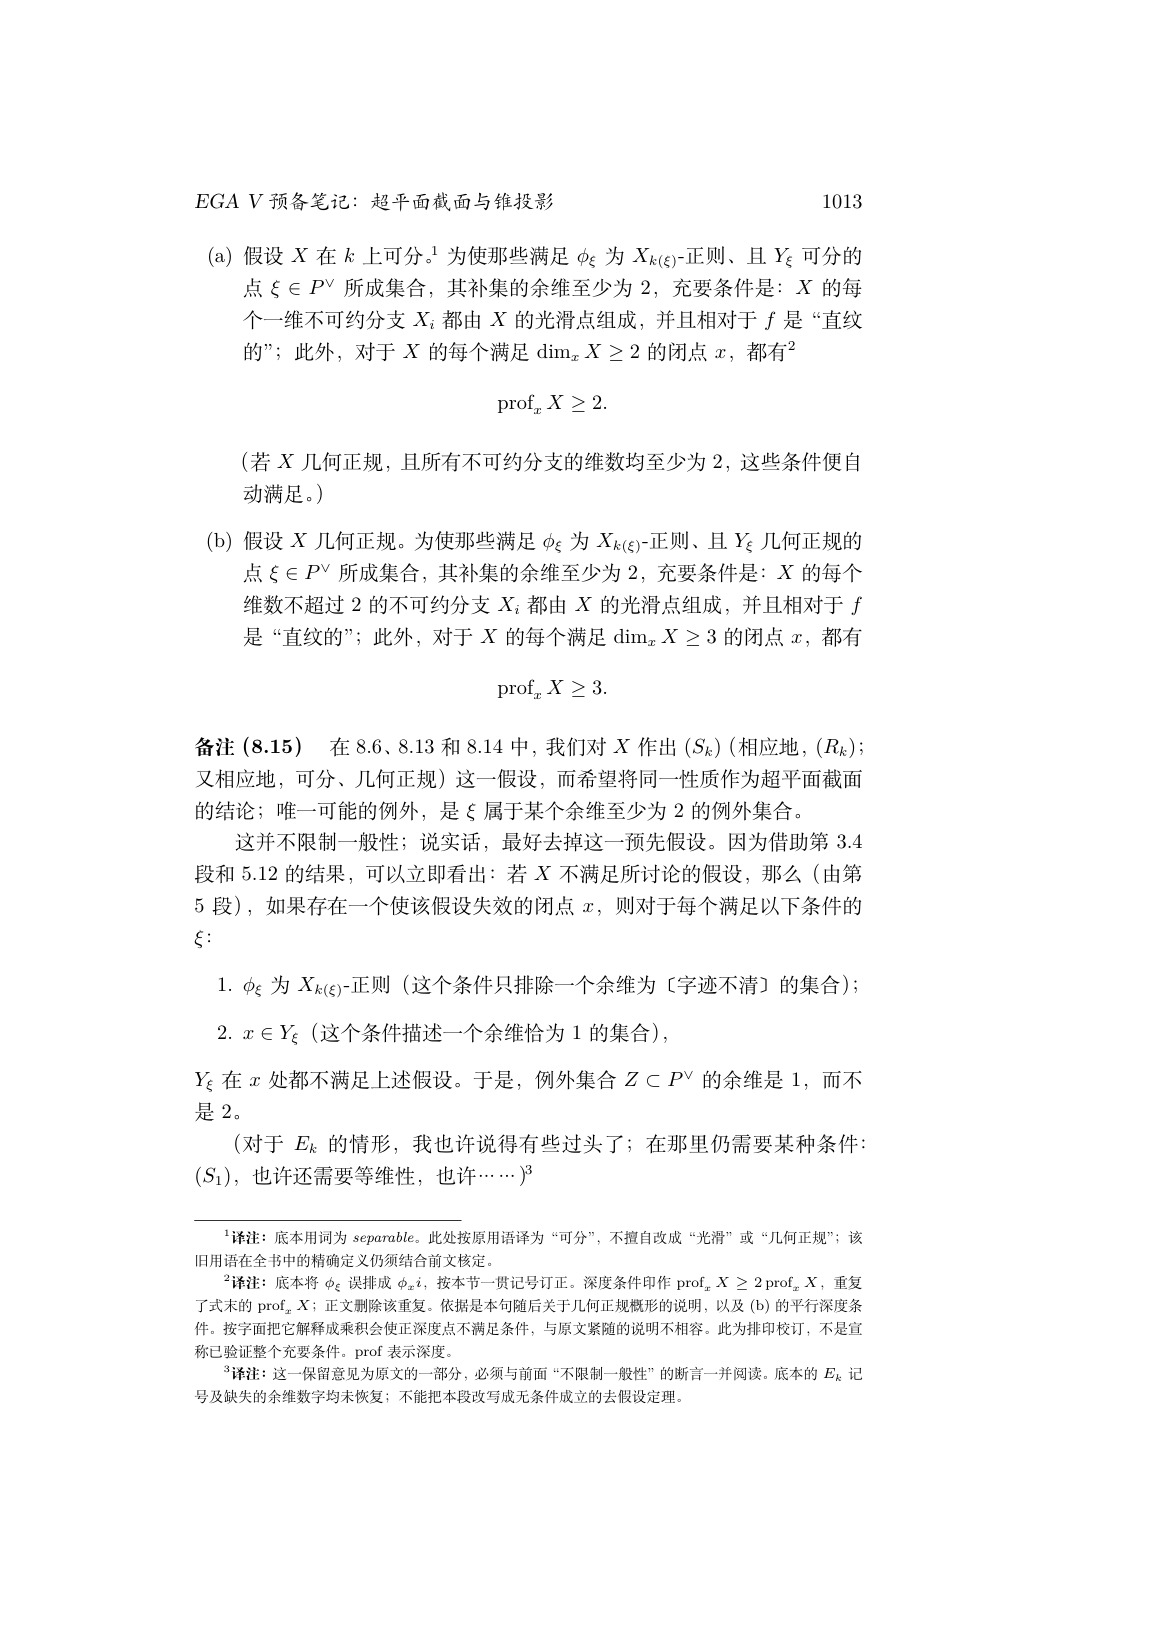 EGA V 预备笔记：超平面截面与锥投影 1013
(a) 假设 X 在 k 上可分。¹ 为使那些满足 ϕ_ξ 为 X_{k(ξ)}-正则、且 Y_ξ 可分的
点 ξ ∈ P^∨ 所成集合，其补集的余维至少为 2，充要条件是：X 的每
个一维不可约分支 X_i 都由 X 的光滑点组成，并且相对于 f 是 “直纹
的”；此外，对于 X 的每个满足 dim_x X ≥ 2 的闭点 x，都有²
prof_x X ≥ 2.
（若 X 几何正规，且所有不可约分支的维数均至少为 2，这些条件便自
动满足。）
(b) 假设 X 几何正规。为使那些满足 ϕ_ξ 为 X_{k(ξ)}-正则、且 Y_ξ 几何正规的
点 ξ ∈ P^∨ 所成集合，其补集的余维至少为 2，充要条件是：X 的每个
维数不超过 2 的不可约分支 X_i 都由 X 的光滑点组成，并且相对于 f
是 “直纹的”；此外，对于 X 的每个满足 dim_x X ≥ 3 的闭点 x，都有
prof_x X ≥ 3.
备注 (8.15) 在 8.6、8.13 和 8.14 中，我们对 X 作出 (S_k)（相应地，(R_k)；
又相应地，可分、几何正规）这一假设，而希望将同一性质作为超平面截面
的结论；唯一可能的例外，是 ξ 属于某个余维至少为 2 的例外集合。
这并不限制一般性；说实话，最好去掉这一预先假设。因为借助第 3.4
段和 5.12 的结果，可以立即看出：若 X 不满足所讨论的假设，那么（由第
5 段），如果存在一个使该假设失效的闭点 x，则对于每个满足以下条件的
ξ：
1. ϕ_ξ 为 X_{k(ξ)}-正则（这个条件只排除一个余维为〔字迹不清〕的集合）；
2. x ∈ Y_ξ（这个条件描述一个余维恰为 1 的集合），
Y_ξ 在 x 处都不满足上述假设。于是，例外集合 Z ⊂ P^∨ 的余维是 1，而不
是 2。
（对于 E_k 的情形，我也许说得有些过头了；在那里仍需要某种条件：
(S_1)，也许还需要等维性，也许⋯⋯）³
¹译注：底本用词为 separable。此处按原用语译为 “可分”，不擅自改成 “光滑” 或 “几何正规”；该
旧用语在全书中的精确定义仍须结合前文核定。
²译注：底本将 ϕ_ξ 误排成 ϕ_x i，按本节一贯记号订正。深度条件印作 prof_x X ≥ 2 prof_x X，重复
了式末的 prof_x X；正文删除该重复。依据是本句随后关于几何正规概形的说明，以及 (b) 的平行深度条
件。按字面把它解释成乘积会使正深度点不满足条件，与原文紧随的说明不相容。此为排印校订，不是宣
称已验证整个充要条件。prof 表示深度。
³译注：这一保留意见为原文的一部分，必须与前面 “不限制一般性” 的断言一并阅读。底本的 E_k 记
号及缺失的余维数字均未恢复；不能把本段改写成无条件成立的去假设定理。